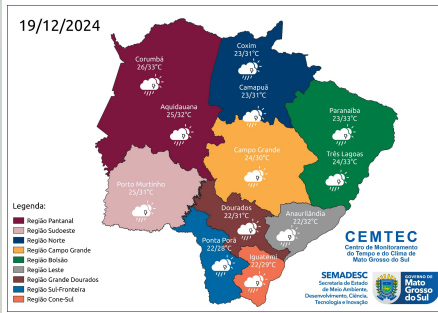 19/12/2024
Corumbá
26/33°C
Coxim
23/31°C
Camapuã
23/31°C
Aquidauana
25/32°C
Paranaíba
23/33°C
Três Lagoas
24/33°C
Campo Grande
24/30°C
Porto Murtinho
25/31°C
Dourados
22/31°C
Anaurilândia
22/32°C
Ponta Porã
22/28°C
Iguatemi
22/29°C
Legenda:
Região Pantanal
Região Sudoeste
Região Norte
Região Campo Grande
Região Bolsão
Região Leste
Região Grande Dourados
Região Sul-Fronteira
Região Cone-Sul
CEMTEC
Centro de Monitoramento
do Tempo e do Clima de
Mato Grosso do Sul
SEMADESC
Secretaria de Estado
de Meio Ambiente,
Desenvolvimento, Ciência,
Tecnologia e Inovação
GOVERNO DE
Mato
Grosso
do Sul